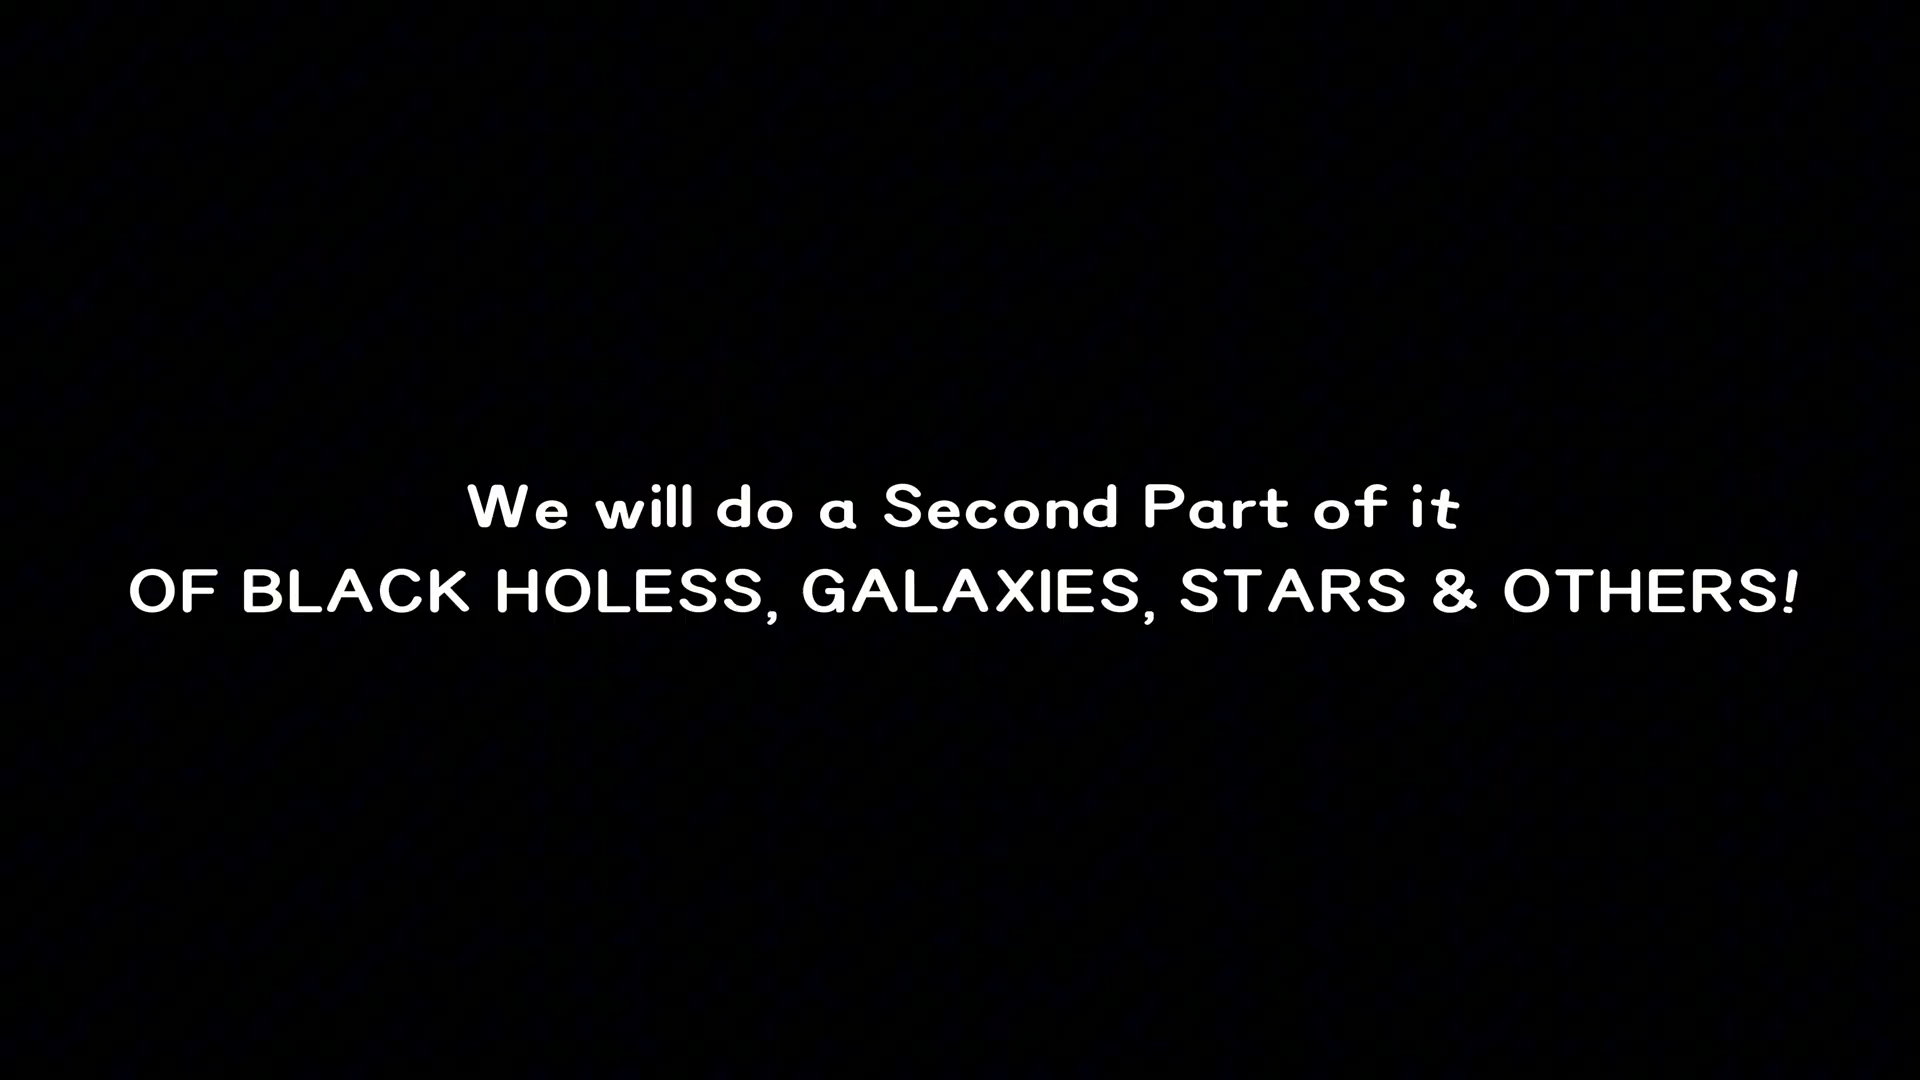 We will do a Second Part of it
OF BLACK HOLESS, GALAXIES, STARS & OTHERS!